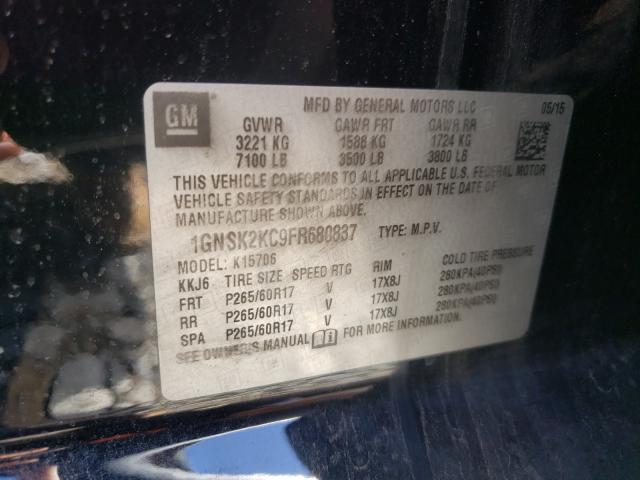 GM
MFD BY GENERAL MOTORS LLC 05/15
GVWR GAWR FRT GAWR RR
3221 KG 1588 KG 1724 KG
7100 LB 3500 LB 3800 LB
THIS VEHICLE CONFORMS TO ALL APPLICABLE U.S. FEDERAL MOTOR
VEHICLE SAFETY STANDARDS IN EFFECT ON THE DATE OF
MANUFACTURE SHOWN ABOVE.
1GNSK2KC9FR680837 TYPE: M.P.V.
MODEL: K15706
KKJ6 TIRE SIZE SPEED RTG RIM COLD TIRE PRESSURE
FRT P265/60R17 V 17X8J 280KPA(40PSI)
RR P265/60R17 V 17X8J 280KPA(40PSI)
SPA P265/60R17 V 17X8J 280KPA(40PSI)
SEE OWNER'S MANUAL FOR MORE INFORMATION.